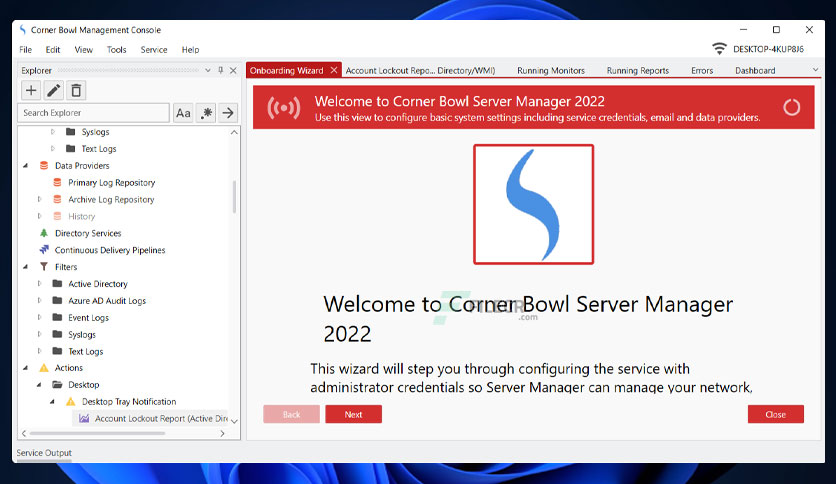 Corner Bowl Management Console
File Edit View Tools Service Help
DESKTOP-4KUP8J6
Explorer
Onboarding Wizard
Account Lockout Repo... Directory/WMI)
Running Monitors
Running Reports
Errors
Dashboard
Search Explorer
Aa
Welcome to Corner Bowl Server Manager 2022
Use this view to configure basic system settings including service credentials, email and data providers.
Syslogs
Text Logs
Data Providers
Primary Log Repository
Archive Log Repository
History
Directory Services
Continuous Delivery Pipelines
Filters
Active Directory
Azure AD Audit Logs
Event Logs
Syslogs
Text Logs
Actions
Desktop
Desktop Tray Notification
Account Lockout Report (Active Dire
Welcome to Corner Bowl Server Manager
2022
FILECR
.com
This wizard will step you through configuring the service with
administrator credentials so Server Manager can manage your network,
Back
Next
Close
Service Output